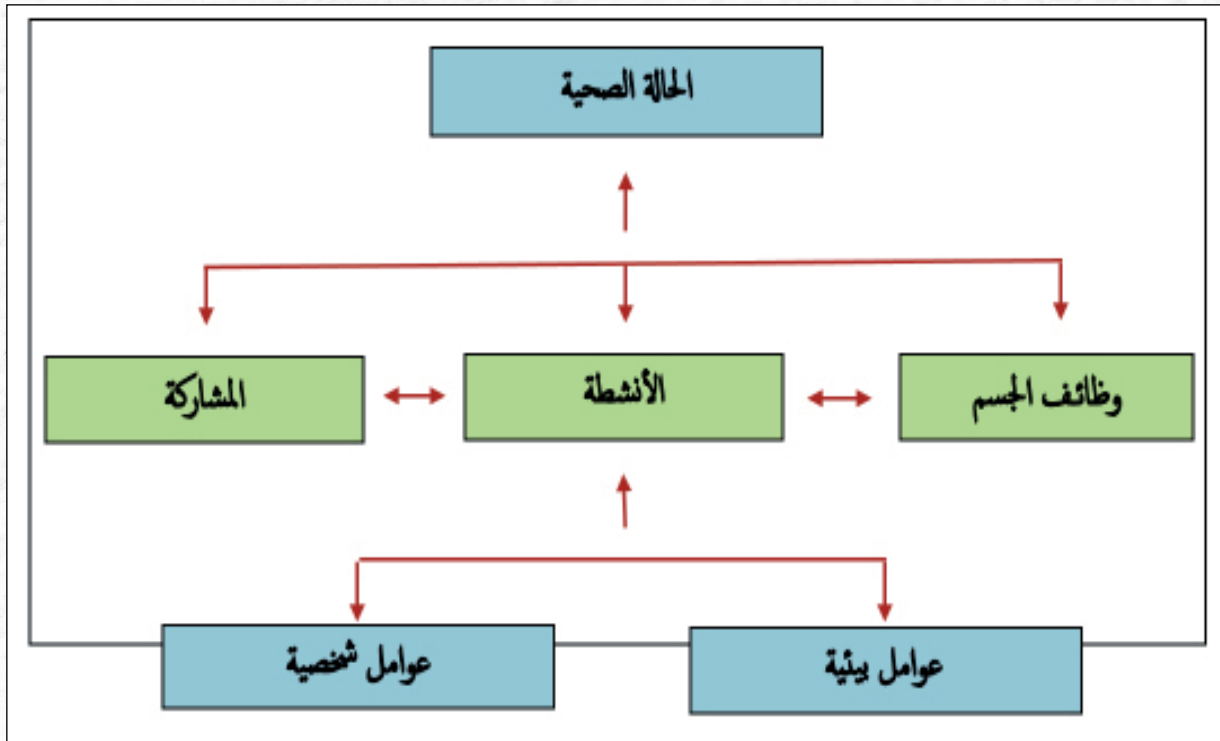 الحالة الصحية
وظائف الجسم
الأنشطة
المشاركة
عوامل بيئية
عوامل شخصية